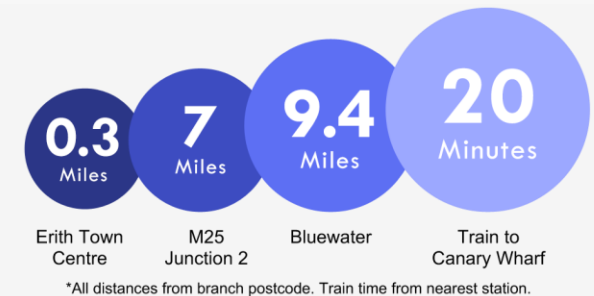 0.3
Miles
7
Miles
9.4
Miles
20
Minutes
Erith Town
Centre
M25
Junction 2
Bluewater
Train to
Canary Wharf
*All distances from branch postcode. Train time from nearest station.